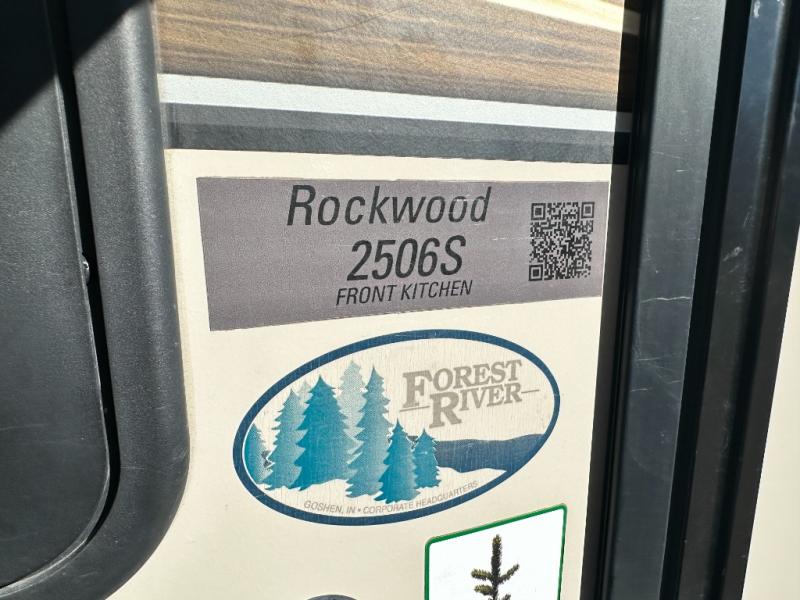 Rockwood
2506S
FRONT KITCHEN
FOREST
RIVER
GOSHEN, IN • CORPORATE HEADQUARTERS